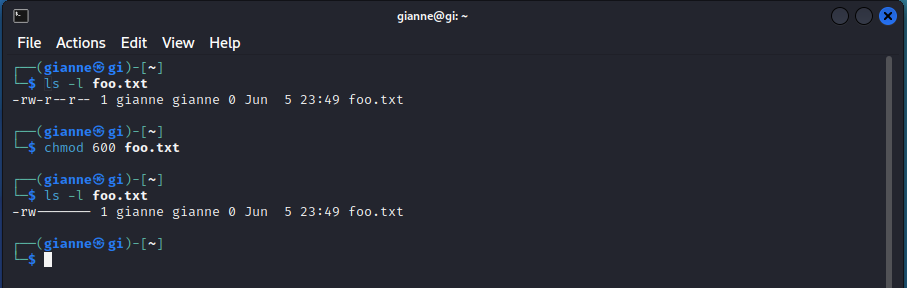 gianne@gi: ~
File Actions Edit View Help
┌──(gianne㉿gi)-[~]
└─$ ls -l foo.txt
-rw-r--r-- 1 gianne gianne 0 Jun  5 23:49 foo.txt
┌──(gianne㉿gi)-[~]
└─$ chmod 600 foo.txt
┌──(gianne㉿gi)-[~]
└─$ ls -l foo.txt
-rw------- 1 gianne gianne 0 Jun  5 23:49 foo.txt
┌──(gianne㉿gi)-[~]
└─$